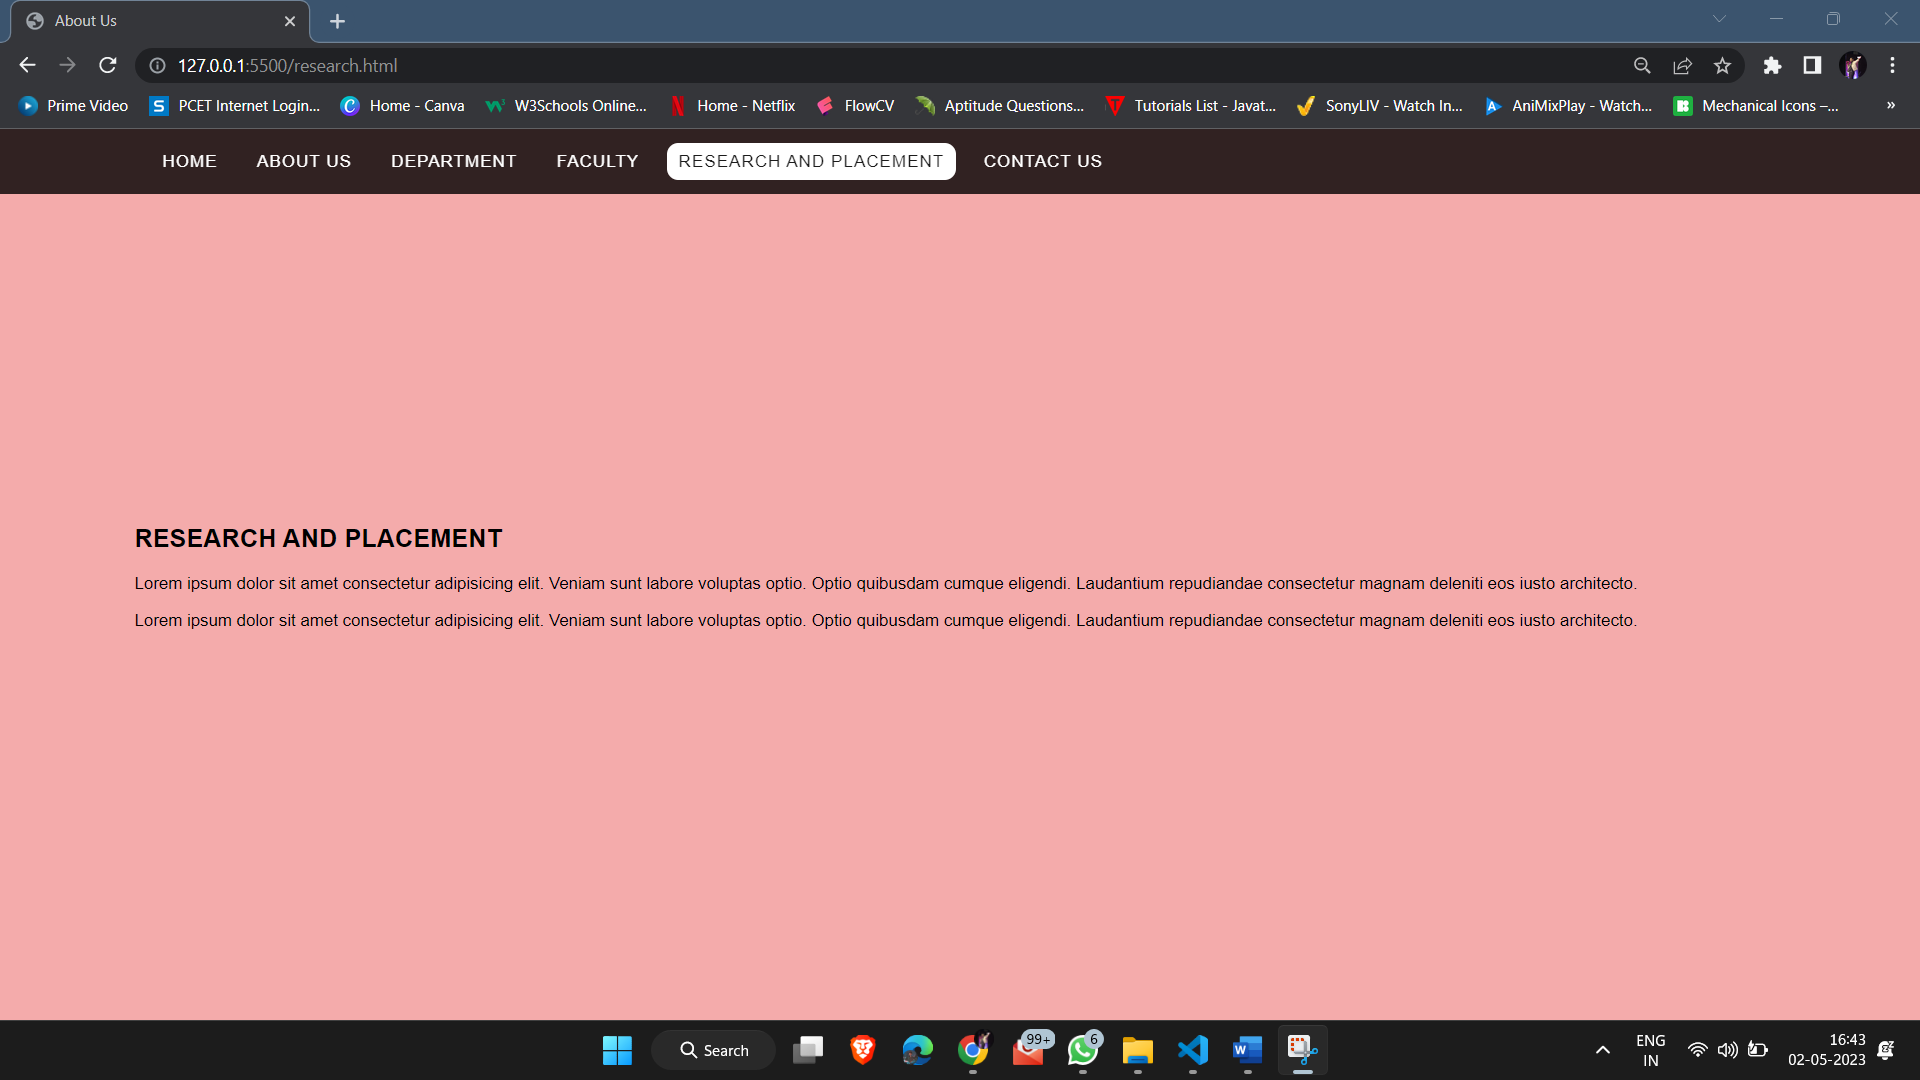 About Us
127.0.0.1:5500/research.html
Prime Video PCET Internet Login... Home - Canva W3Schools Online... Home - Netflix FlowCV Aptitude Questions... Tutorials List - Javat... SonyLIV - Watch In... AniMixPlay - Watch... Mechanical Icons –... »
HOME ABOUT US DEPARTMENT FACULTY RESEARCH AND PLACEMENT CONTACT US
RESEARCH AND PLACEMENT
Lorem ipsum dolor sit amet consectetur adipisicing elit. Veniam sunt labore voluptas optio. Optio quibusdam cumque eligendi. Laudantium repudiandae consectetur magnam deleniti eos iusto architecto.
Lorem ipsum dolor sit amet consectetur adipisicing elit. Veniam sunt labore voluptas optio. Optio quibusdam cumque eligendi. Laudantium repudiandae consectetur magnam deleniti eos iusto architecto.
Search 99+ 6 ENG 16:43
IN 02-05-2023